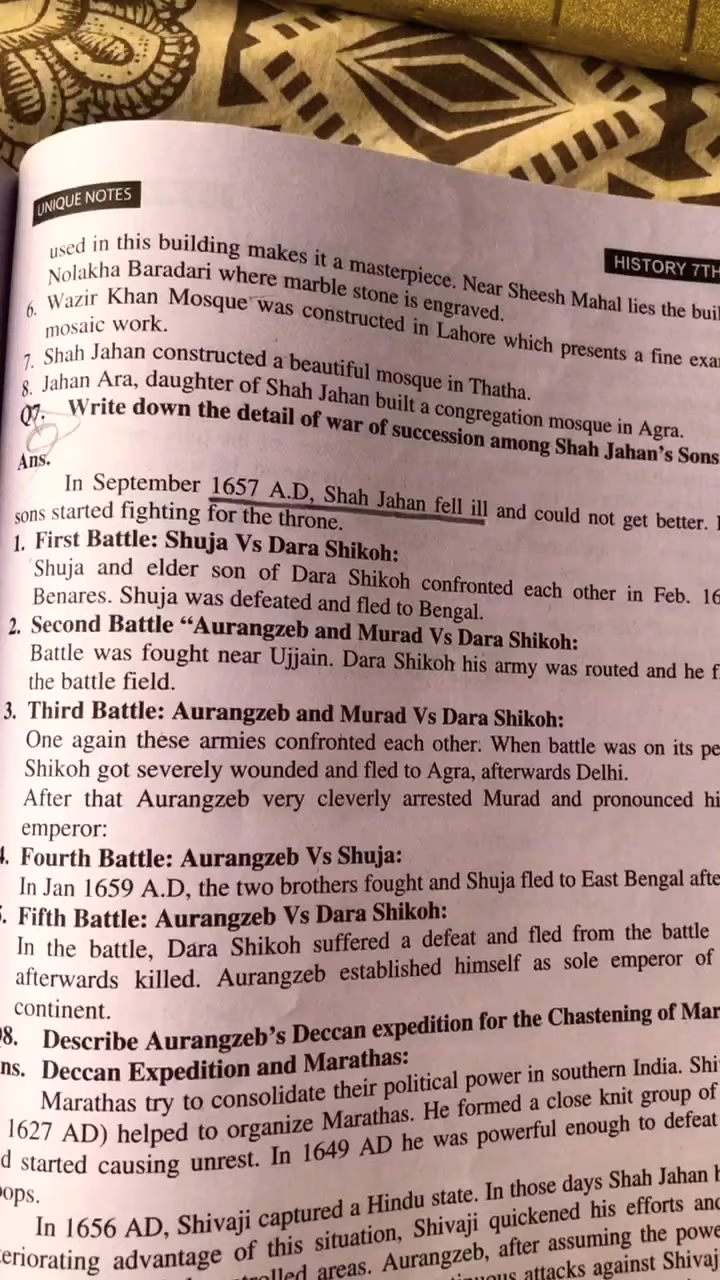 UNIQUE NOTES
HISTORY 7TH
used in this building makes it a masterpiece. Near Sheesh Mahal lies the
Nolakha Baradari where marble stone is engraved.
6. Wazir Khan Mosque was constructed in Lahore which presents a fine
mosaic work.
7. Shah Jahan constructed a beautiful mosque in Thatha.
8. Jahan Ara, daughter of Shah Jahan built a congregation mosque in Agra.
Q7. Write down the detail of war of succession among Shah Jahan's Sons
Ans.
In September 1657 A.D, Shah Jahan fell ill and could not get better.
sons started fighting for the throne.
1. First Battle: Shuja Vs Dara Shikoh:
Shuja and elder son of Dara Shikoh confronted each other in Feb. 16
Benares. Shuja was defeated and fled to Bengal.
2. Second Battle “Aurangzeb and Murad Vs Dara Shikoh:
Battle was fought near Ujjain. Dara Shikoh his army was routed and he
the battle field.
3. Third Battle: Aurangzeb and Murad Vs Dara Shikoh:
One again these armies confronted each other. When battle was on its
Shikoh got severely wounded and fled to Agra, afterwards Delhi.
After that Aurangzeb very cleverly arrested Murad and pronounced
emperor:
4. Fourth Battle: Aurangzeb Vs Shuja:
In Jan 1659 A.D, the two brothers fought and Shuja fled to East Bengal
5. Fifth Battle: Aurangzeb Vs Dara Shikoh:
In the battle, Dara Shikoh suffered a defeat and fled from the battle
afterwards killed. Aurangzeb established himself as sole emperor of
continent.
8. Describe Aurangzeb's Deccan expedition for the Chastening of Mar
ns. Deccan Expedition and Marathas:
Marathas try to consolidate their political power in southern India. Shi
1627 AD) helped to organize Marathas. He formed a close knit group of
d started causing unrest. In 1649 AD he was powerful enough to defeat
oops.
In 1656 AD, Shivaji captured a Hindu state. In those days Shah Jahan
eriorating advantage of this situation, Shivaji quickened his efforts and
rolled areas. Aurangzeb, after assuming the
attacks against Shivaj